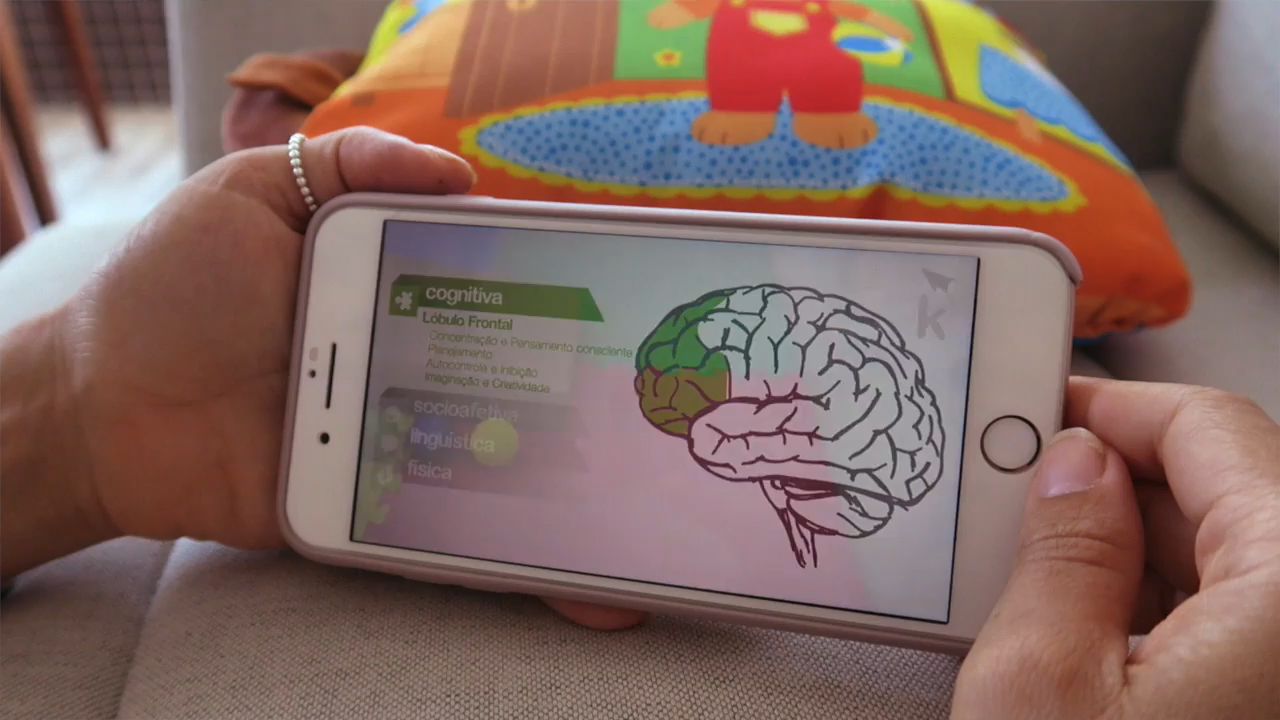 cognitiva
Lóbulo Frontal
Concentração e Pensamento consciente
Planejamento
Autocontrole e Inibição
Imaginação e Criatividade
socioafetiva
linguística
física
k